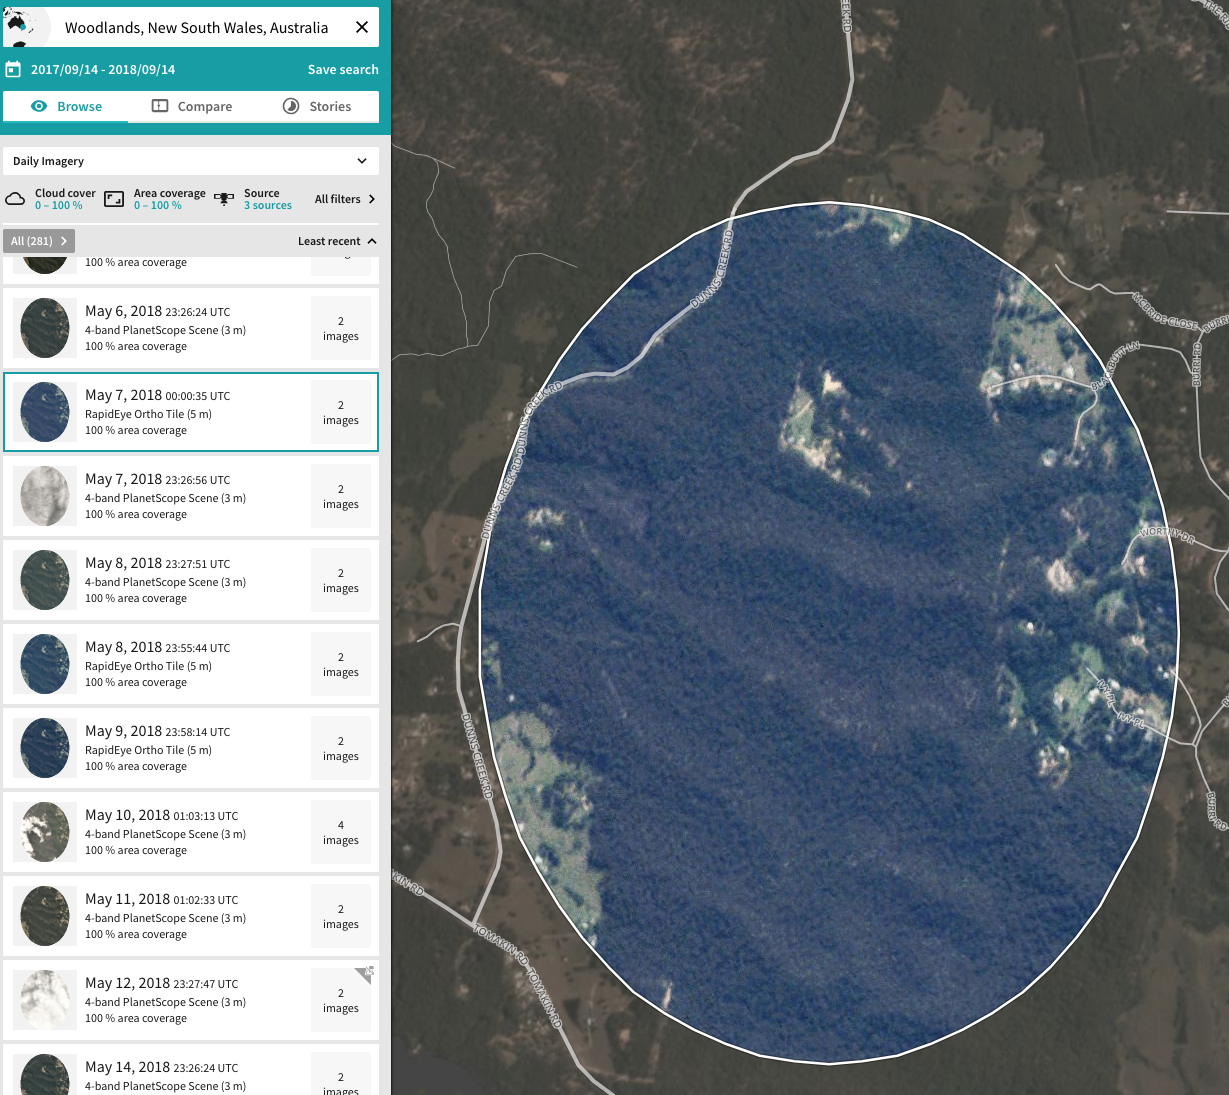 Woodlands, New South Wales, Australia
2017/09/14 - 2018/09/14
Save search
Browse
Compare
Stories
Daily Imagery
Cloud cover
0 – 100 %
Area coverage
0 – 100 %
Source
3 sources
All filters
All (281)
Least recent
100 % area coverage
May 6, 2018 23:26:24 UTC
4-band PlanetScope Scene (3 m)
100 % area coverage
2
images
May 7, 2018 00:00:35 UTC
RapidEye Ortho Tile (5 m)
100 % area coverage
2
images
May 7, 2018 23:26:56 UTC
4-band PlanetScope Scene (3 m)
100 % area coverage
2
images
May 8, 2018 23:27:51 UTC
4-band PlanetScope Scene (3 m)
100 % area coverage
2
images
May 8, 2018 23:55:44 UTC
RapidEye Ortho Tile (5 m)
100 % area coverage
2
images
May 9, 2018 23:58:14 UTC
RapidEye Ortho Tile (5 m)
100 % area coverage
2
images
May 10, 2018 01:03:13 UTC
4-band PlanetScope Scene (3 m)
100 % area coverage
4
images
May 11, 2018 01:02:33 UTC
4-band PlanetScope Scene (3 m)
100 % area coverage
2
images
May 12, 2018 23:27:47 UTC
4-band PlanetScope Scene (3 m)
100 % area coverage
2
images
May 14, 2018 23:26:24 UTC
4-band PlanetScope Scene (3 m)
2
images
EK RD
DUNNS CREEK RD
DUNNS CREEK RD
DUNNS CREEK RD
DUNNS CREEK RD
MCBRIDE CLOSE
BURRI
BLACKBUTT LN
BURRI RD
WORTHY DR
IVY PL
IVY PL
BURRI RD
KIN RD
TOMAKIN RD
TOMAKIN RD